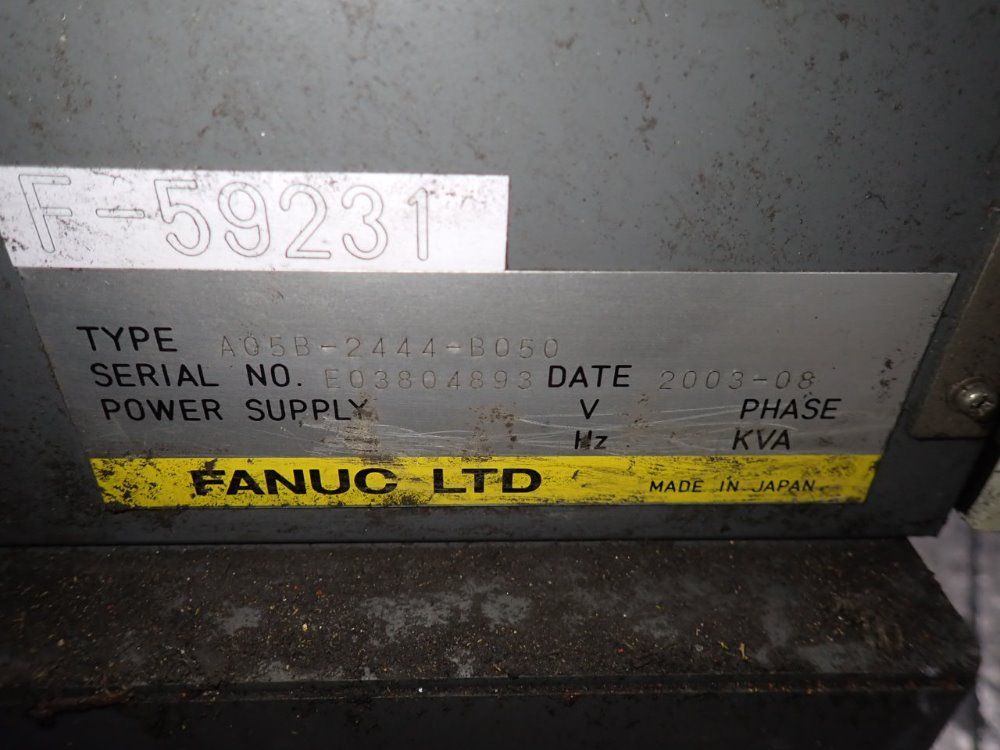 F-59231
TYPE A05B-2444-B050
SERIAL NO. E03804893 DATE 2003-08
POWER SUPPLY V PHASE
Hz KVA
FANUC LTD MADE IN JAPAN